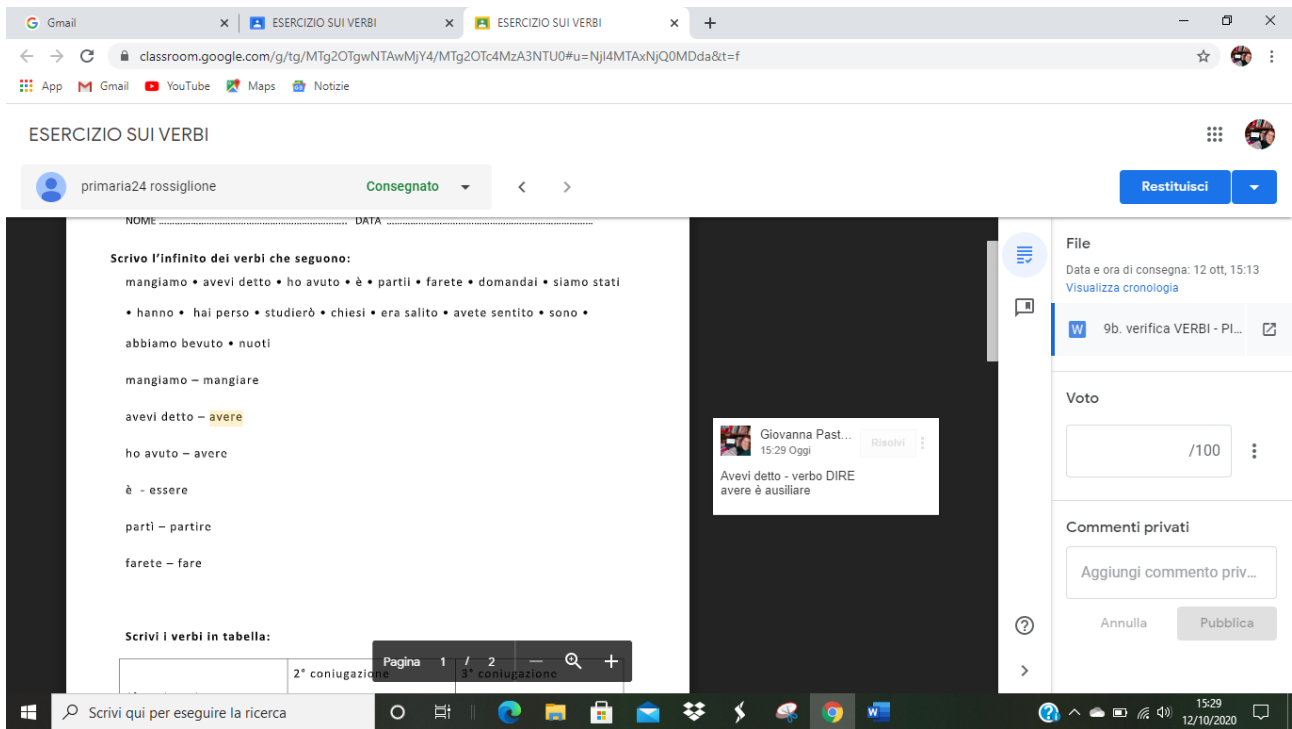 Gmail
ESERCIZIO SUI VERBI
ESERCIZIO SUI VERBI
classroom.google.com/g/tg/MTg2OTgwNTAwMjY4/MTg2OTc4MzA3NTU0#u=NjI4MTAxNjQ0MDda&t=f
App Gmail YouTube Maps Notizie
ESERCIZIO SUI VERBI
primaria24 rossiglione Consegnato
Restituisci
NOME ........ DATA ........
Scrivo l'infinito dei verbi che seguono:
mangiamo • avevi detto • ho avuto • è • partii • farete • domandai • siamo stati
• hanno • hai perso • studierò • chiesi • era salito • avete sentito • sono •
abbiamo bevuto • nuoti
mangiamo – mangiare
avevi detto – avere
ho avuto – avere
è - essere
partì – partire
farete – fare
Scrivi i verbi in tabella:
2° coniugazione 3° coniugazione
Pagina 1 / 2
Giovanna Past...
15:29 Oggi
Risolvi
Avevi detto - verbo DIRE
avere è ausiliare
File
Data e ora di consegna: 12 ott, 15:13
Visualizza cronologia
W 9b. verifica VERBI - PI...
Voto
/100
Commenti privati
Aggiungi commento priv...
Annulla Pubblica
Scrivi qui per eseguire la ricerca
15:29
12/10/2020